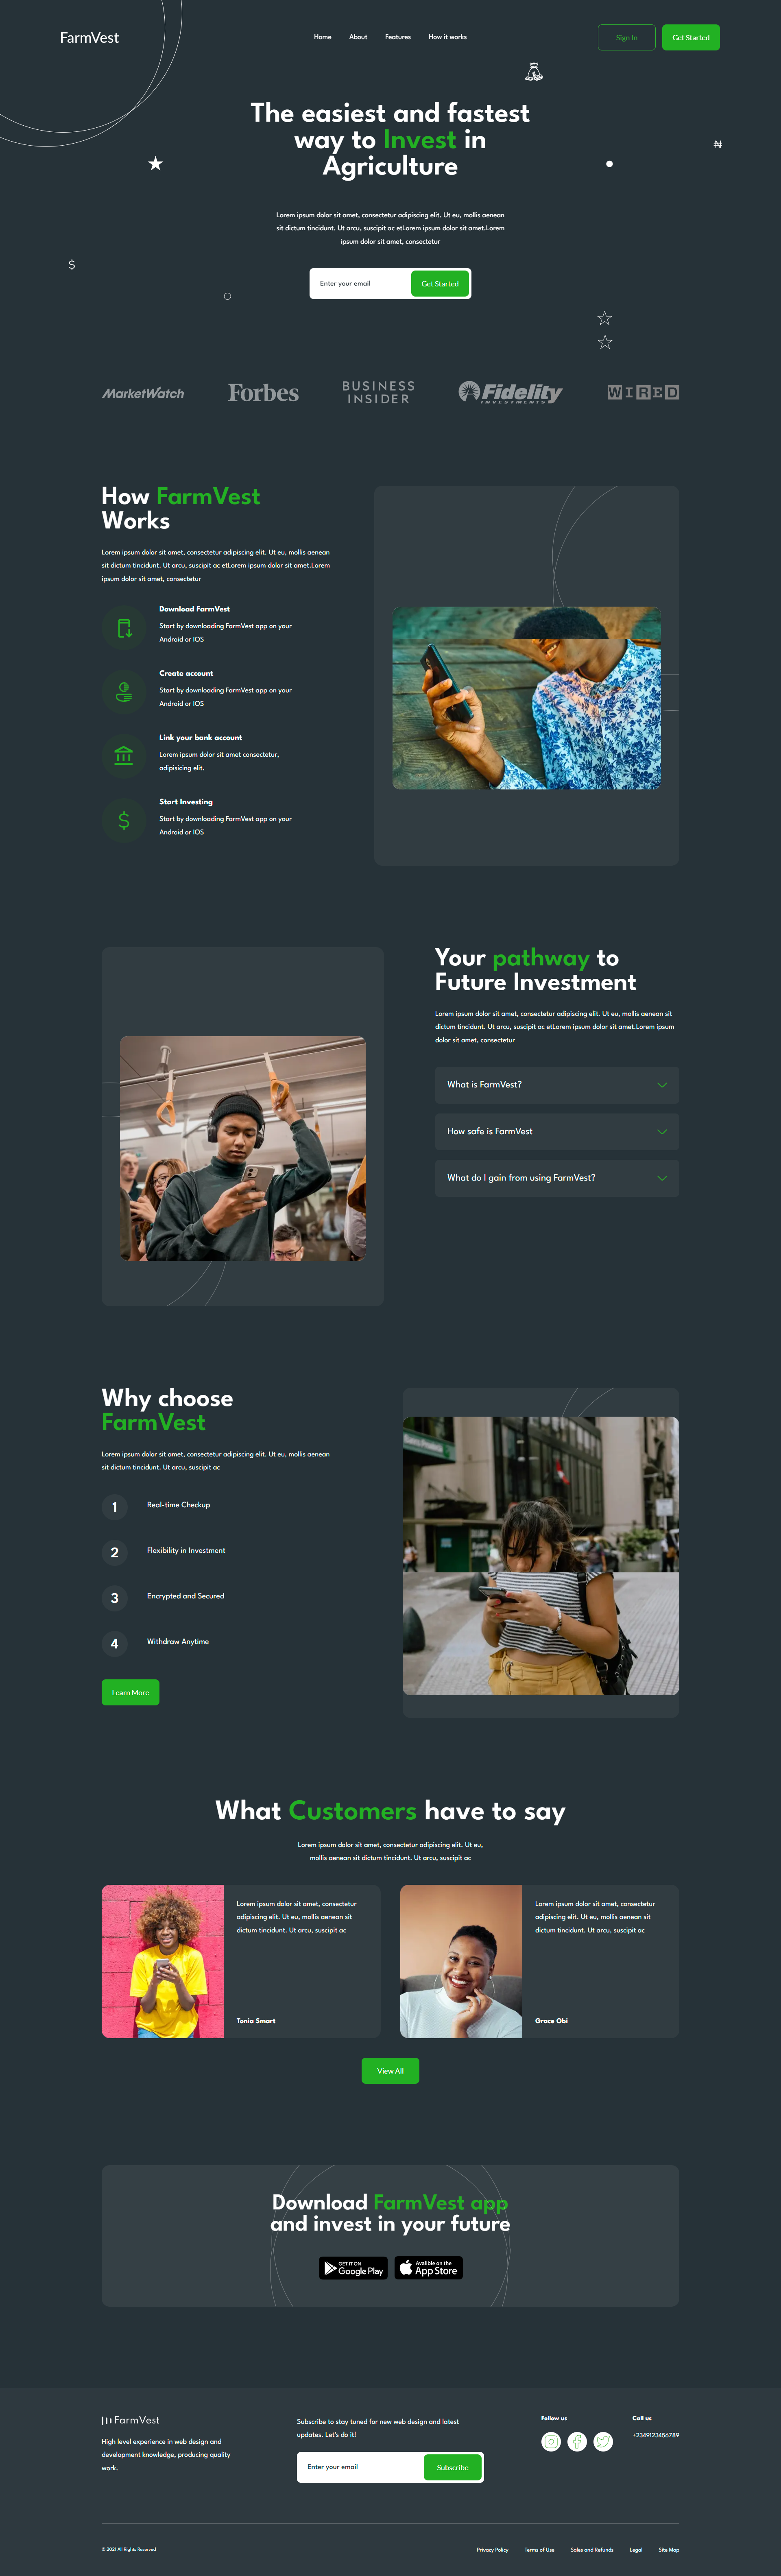 FarmVest
Home
About
Features
How it works
Sign In
Get Started
The easiest and fastest
way to Invest in
Agriculture
Lorem ipsum dolor sit amet, consectetur adipiscing elit. Ut eu, mollis aenean
sit dictum tincidunt. Ut arcu, suscipit ac etLorem ipsum dolor sit amet.Lorem
ipsum dolor sit amet, consectetur
Enter your email
Get Started
MarketWatch
Forbes
BUSINESS
INSIDER
Fidelity
INVESTMENTS
WIRED
How FarmVest
Works
Lorem ipsum dolor sit amet, consectetur adipiscing elit. Ut eu, mollis aenean
sit dictum tincidunt. Ut arcu, suscipit ac etLorem ipsum dolor sit amet.Lorem
ipsum dolor sit amet, consectetur
Download FarmVest
Start by downloading FarmVest app on your
Android or IOS
Create account
Start by downloading FarmVest app on your
Android or IOS
Link your bank account
Lorem ipsum dolor sit amet consectetur,
adipisicing elit.
Start Investing
Start by downloading FarmVest app on your
Android or IOS
Your pathway to
Future Investment
Lorem ipsum dolor sit amet, consectetur adipiscing elit. Ut eu, mollis aenean sit
dictum tincidunt. Ut arcu, suscipit ac etLorem ipsum dolor sit amet.Lorem ipsum
dolor sit amet, consectetur
What is FarmVest?
How safe is FarmVest
What do I gain from using FarmVest?
Why choose
FarmVest
Lorem ipsum dolor sit amet, consectetur adipiscing elit. Ut eu, mollis aenean
sit dictum tincidunt. Ut arcu, suscipit ac
1 Real-time Checkup
2 Flexibility in Investment
3 Encrypted and Secured
4 Withdraw Anytime
Learn More
What Customers have to say
Lorem ipsum dolor sit amet, consectetur adipiscing elit. Ut eu,
mollis aenean sit dictum tincidunt. Ut arcu, suscipit ac
Lorem ipsum dolor sit amet, consectetur
adipiscing elit. Ut eu, mollis aenean sit
dictum tincidunt. Ut arcu, suscipit ac
Tonia Smart
Lorem ipsum dolor sit amet, consectetur
adipiscing elit. Ut eu, mollis aenean sit
dictum tincidunt. Ut arcu, suscipit ac
Grace Obi
View All
Download FarmVest app
and invest in your future
GET IT ON
Google Play
Avalible on the
App Store
FarmVest
High level experience in web design and
development knowledge, producing quality
work.
Subscribe to stay tuned for new web design and latest
updates. Let's do it!
Enter your email
Subscribe
Follow us
Call us
+2349123456789
© 2021 All Rights Reserved
Privacy Policy
Terms of Use
Sales and Refunds
Legal
Site Map